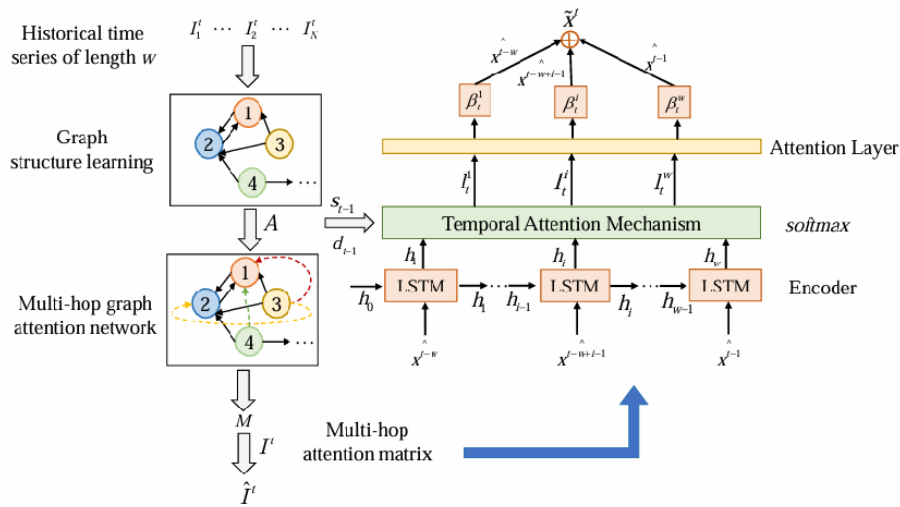 Historical time
series of length w
I₁ᵗ ··· I₂ᵗ ··· I_Nᵗ
Graph
structure learning
1
2
3
4 ···
A
Multi-hop graph
attention network
1
2
3
4 ···
M
Iᵗ
Îᵗ
Multi-hop
attention matrix
x̃ᵗ
x̂ᵗ⁻ʷ
x̂ᵗ⁻ʷ⁺ⁱ⁻¹
x̂ᵗ⁻¹
βₜ¹ βₜⁱ βₜʷ
Attention Layer
lₜ¹ lₜⁱ lₜʷ
sₜ₋₁
dₜ₋₁
Temporal Attention Mechanism
softmax
h₁ hᵢ h_w
h₀ LSTM h₁ ··· hᵢ₋₁ LSTM hᵢ ··· h_w₋₁ LSTM
Encoder
x̂ᵗ⁻ʷ x̂ᵗ⁻ʷ⁺ⁱ⁻¹ x̂ᵗ⁻¹